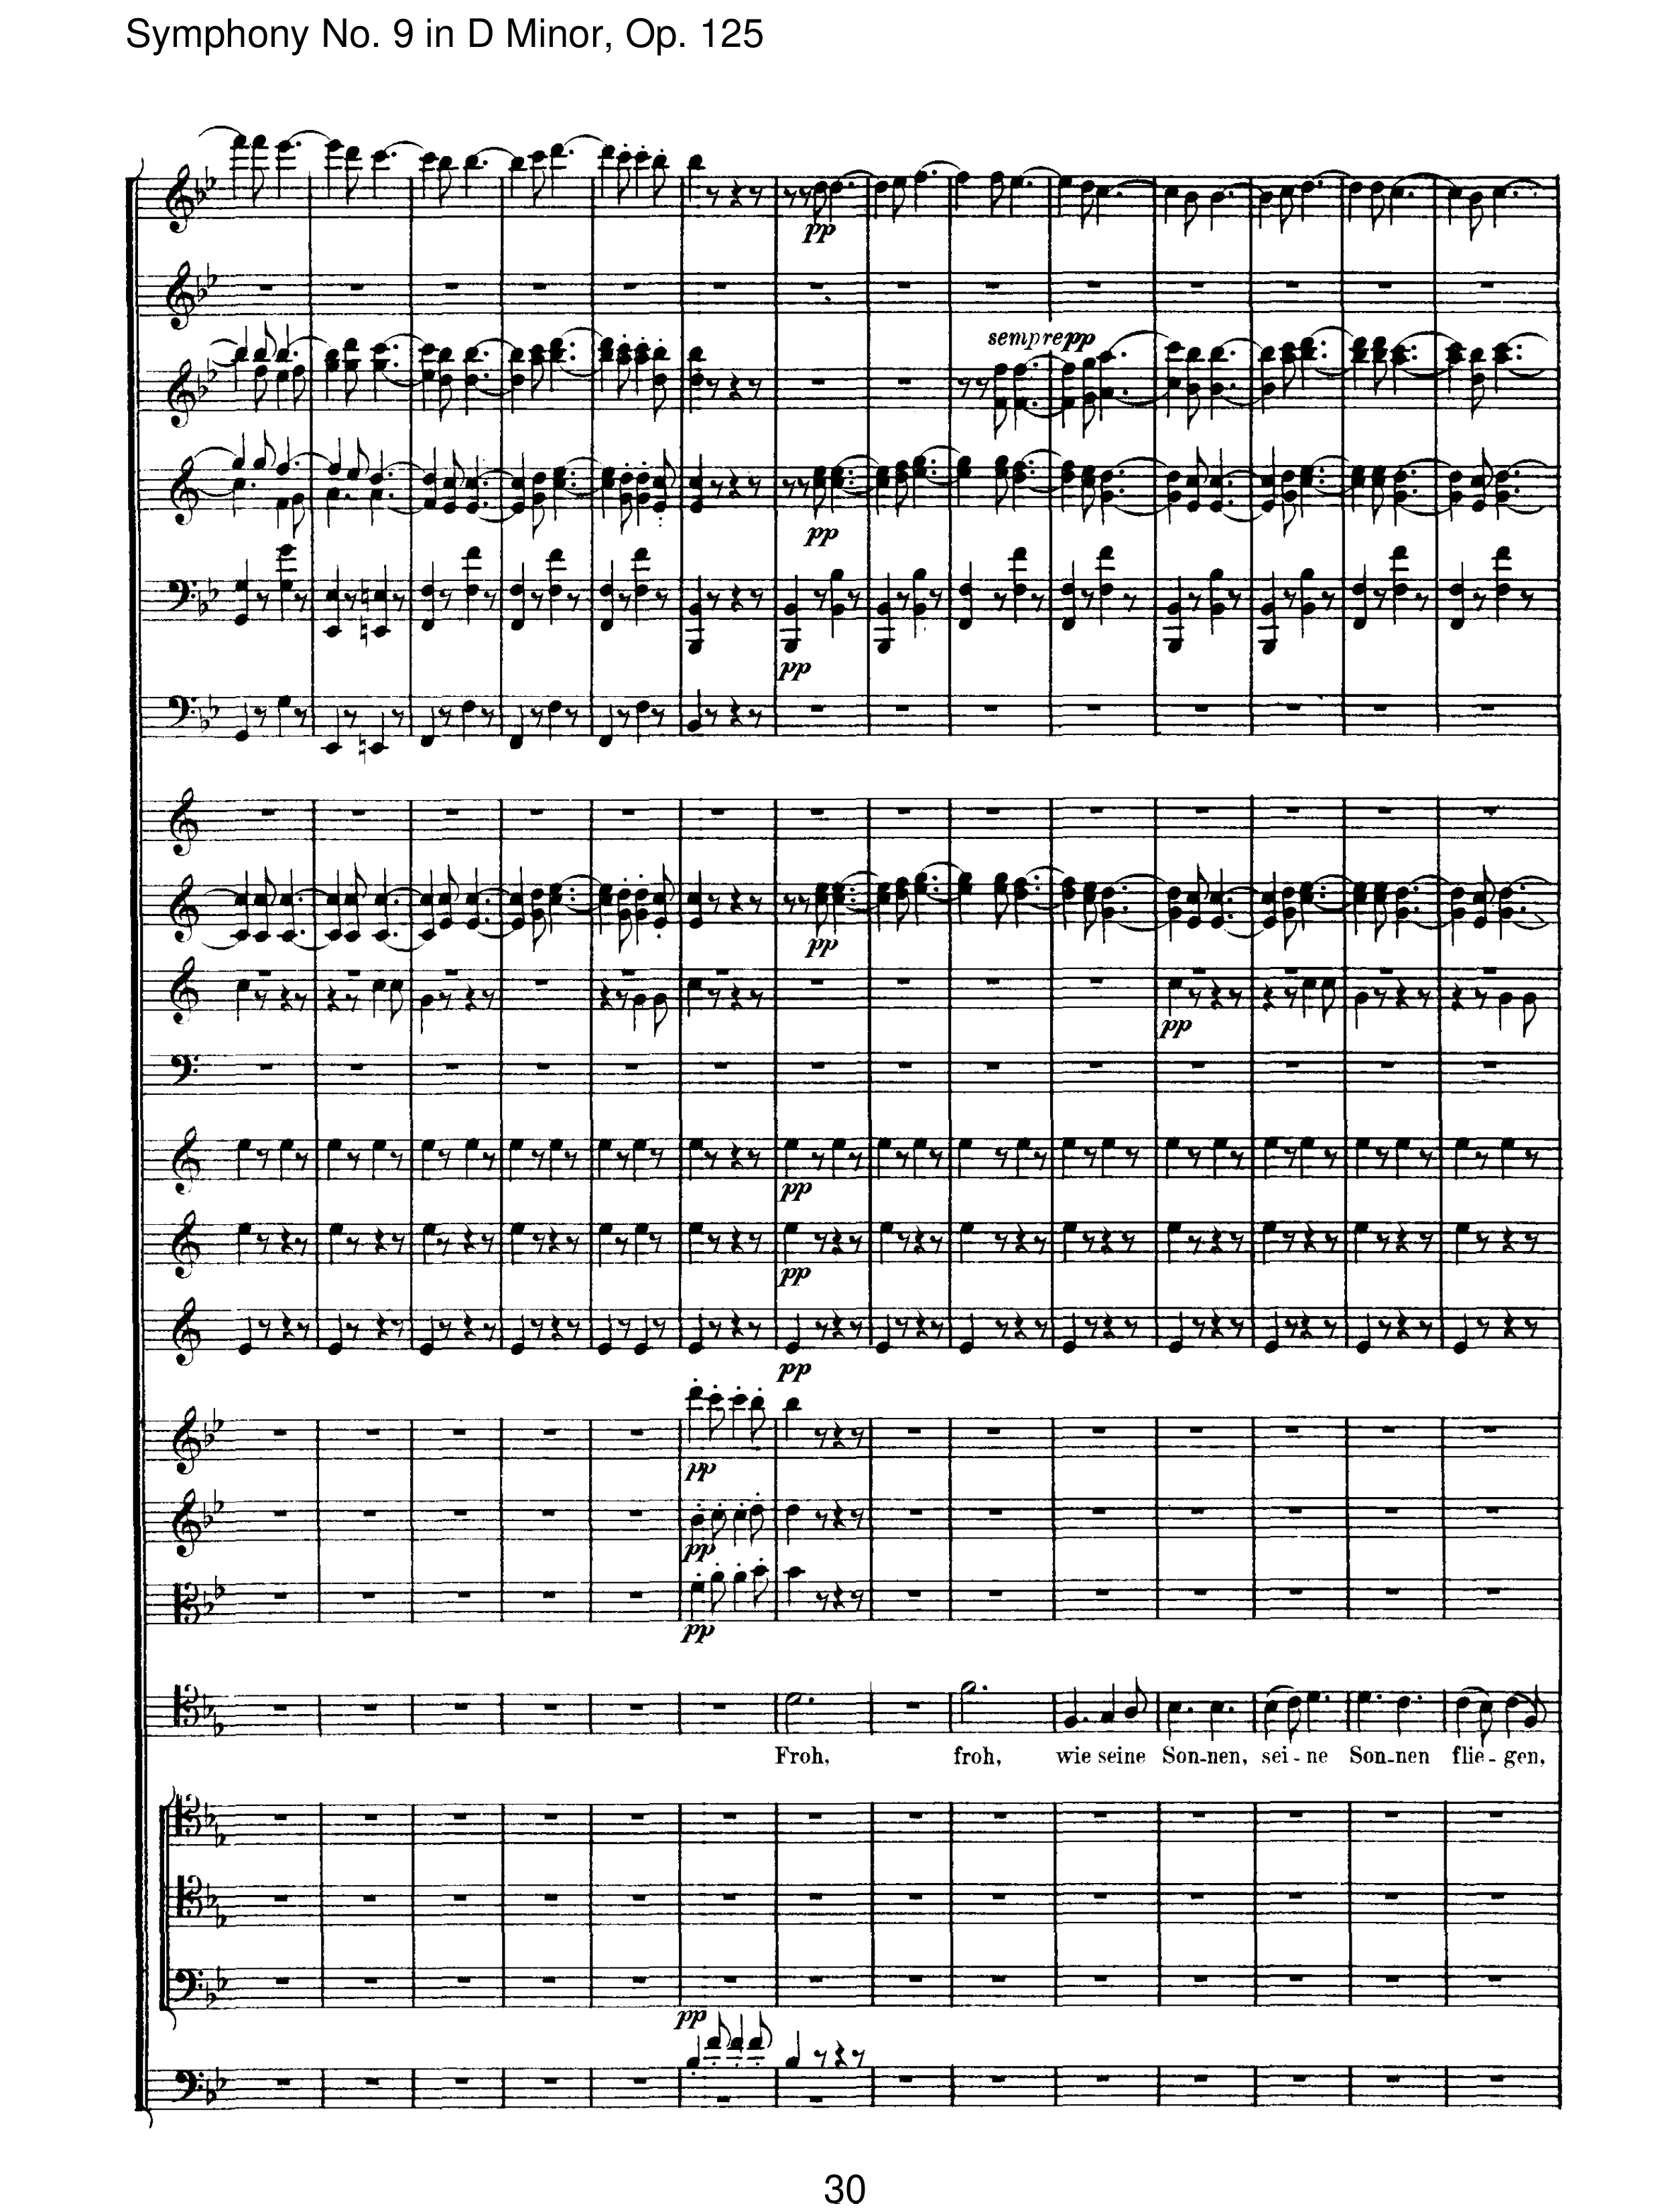 Symphony No. 9 in D Minor, Op. 125
pp
sempre pp
pp
pp
pp
pp
pp
pp
pp
pp
pp
pp
Froh, froh, wie seine Son-nen, sei-ne Son-nen flie-gen,
pp
30